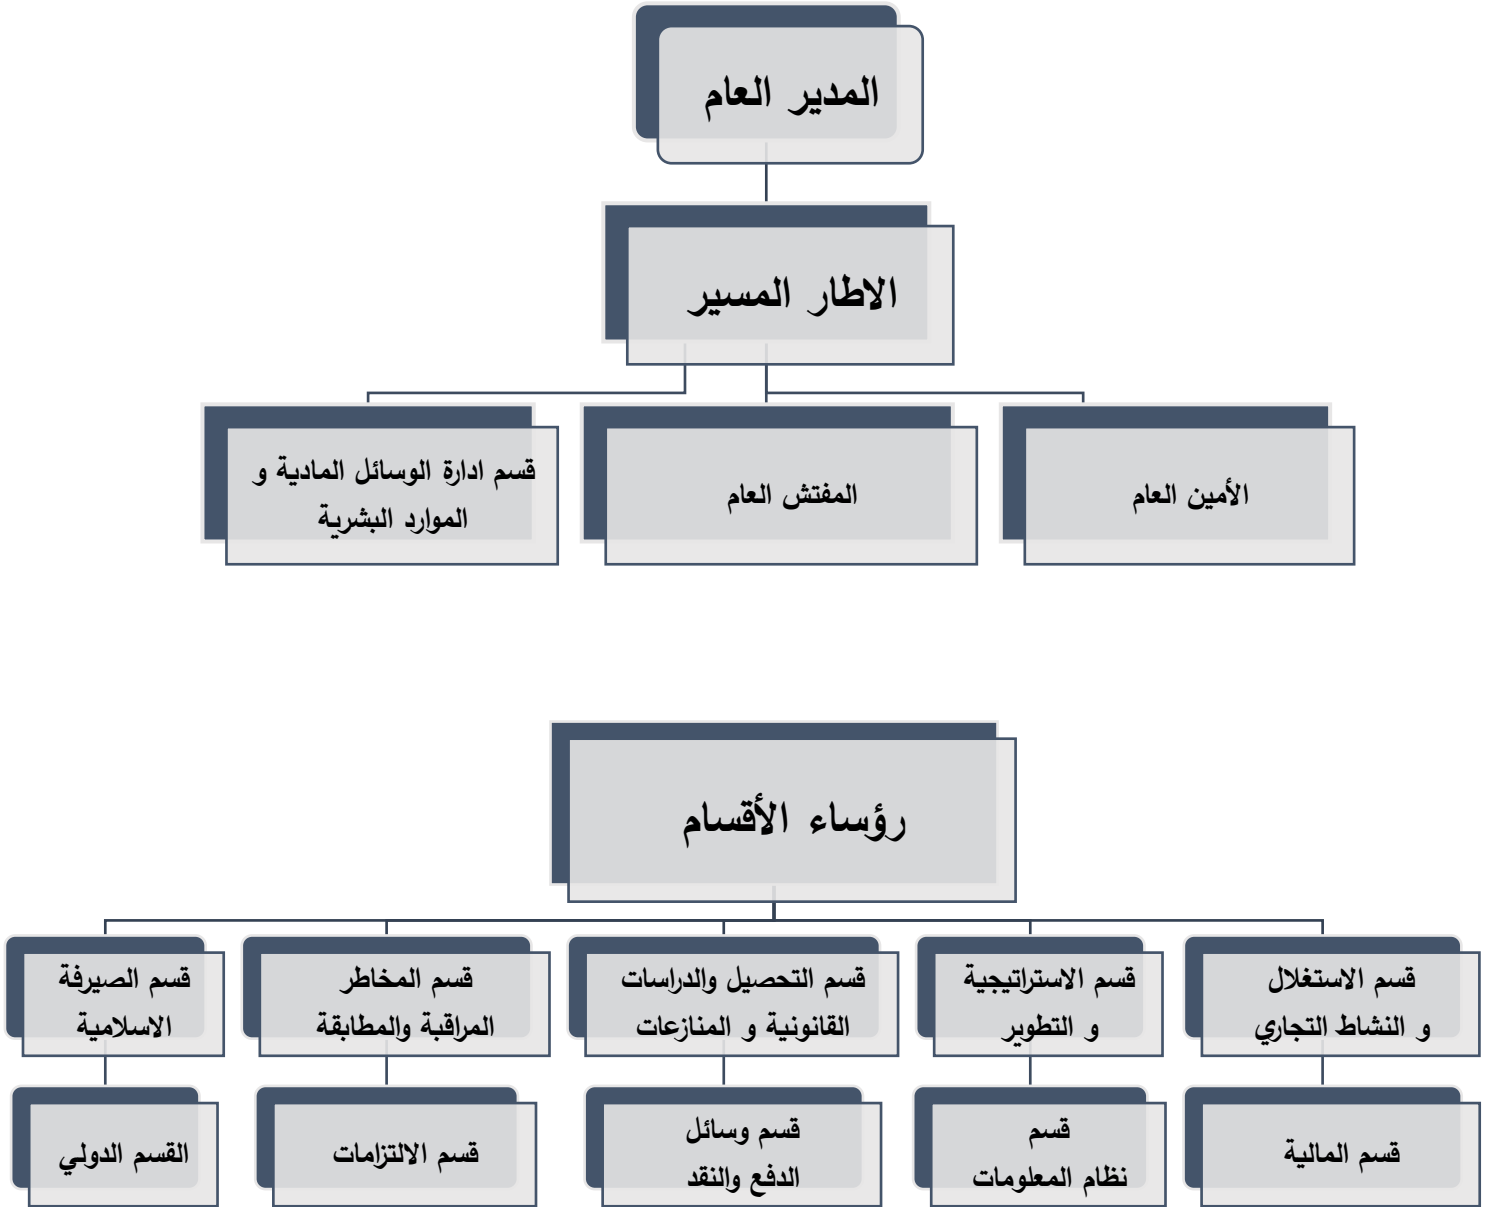 المدير العام
الاطار المسير
الأمين العام
المفتش العام
قسم ادارة الوسائل المادية و
الموارد البشرية
رؤساء الأقسام
قسم الاستغلال
و النشاط التجاري
قسم الاستراتيجية
و التطوير
قسم التحصيل والدراسات
القانونية و المنازعات
قسم المخاطر
المراقبة والمطابقة
قسم الصيرفة
الاسلامية
قسم المالية
قسم
نظام المعلومات
قسم وسائل
الدفع والنقد
قسم الالتزامات
القسم الدولي